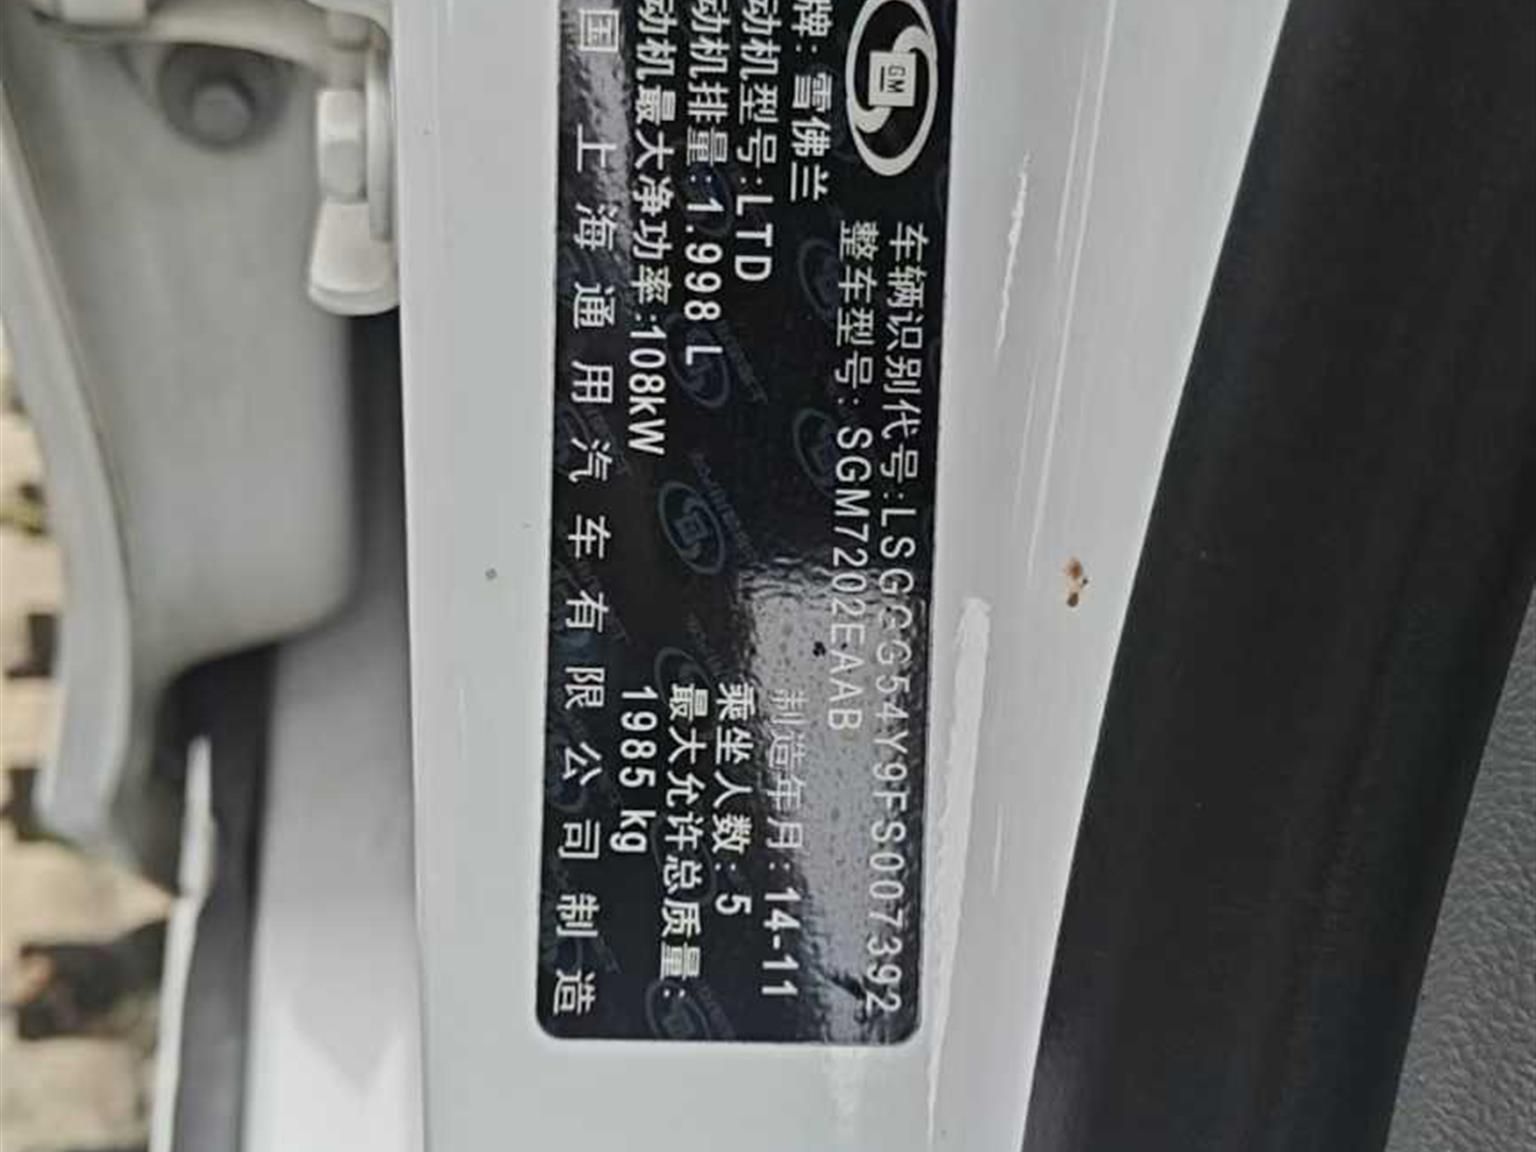 GM
车辆识别代号:LSGGG54Y9FS007392
整车型号:SGM7202EAAB
牌:雪佛兰
动机型号:LTD
制造年月:14-11
动机排量:1.998 L
乘坐人数:5
动机最大净功率:108kW
最大允许总质量:
1985 kg
国上海通用汽车有限公司制造